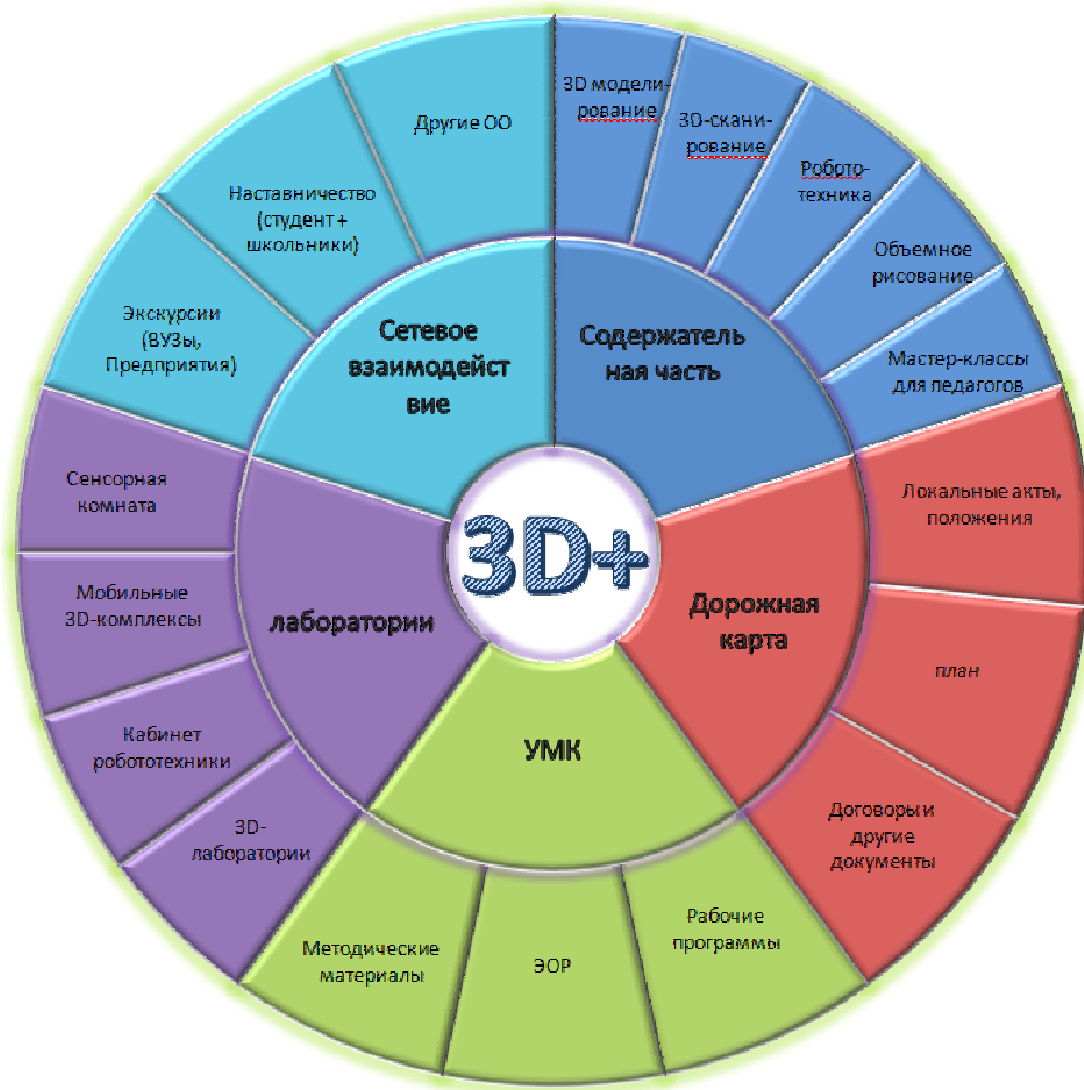 3D модели-
рование
3D-скани-
рование
Робото-
техника
Объемное
рисование
Мастер-классы
для педагогов
Содержатель
ная часть
Локальные акты,
положения
план
Договоры и
другие
документы
Дорожная
карта
Рабочие
программы
ЭОР
Методические
материалы
УМК
3D-
лаборатории
Кабинет
робототехники
Мобильные
3D-комплексы
Сенсорная
комната
лаборатории
Экскурсии
(ВУЗы,
Предприятия)
Наставничество
(студент +
школьники)
Другие ОО
Сетевое
взаимодейст
вие
3D+